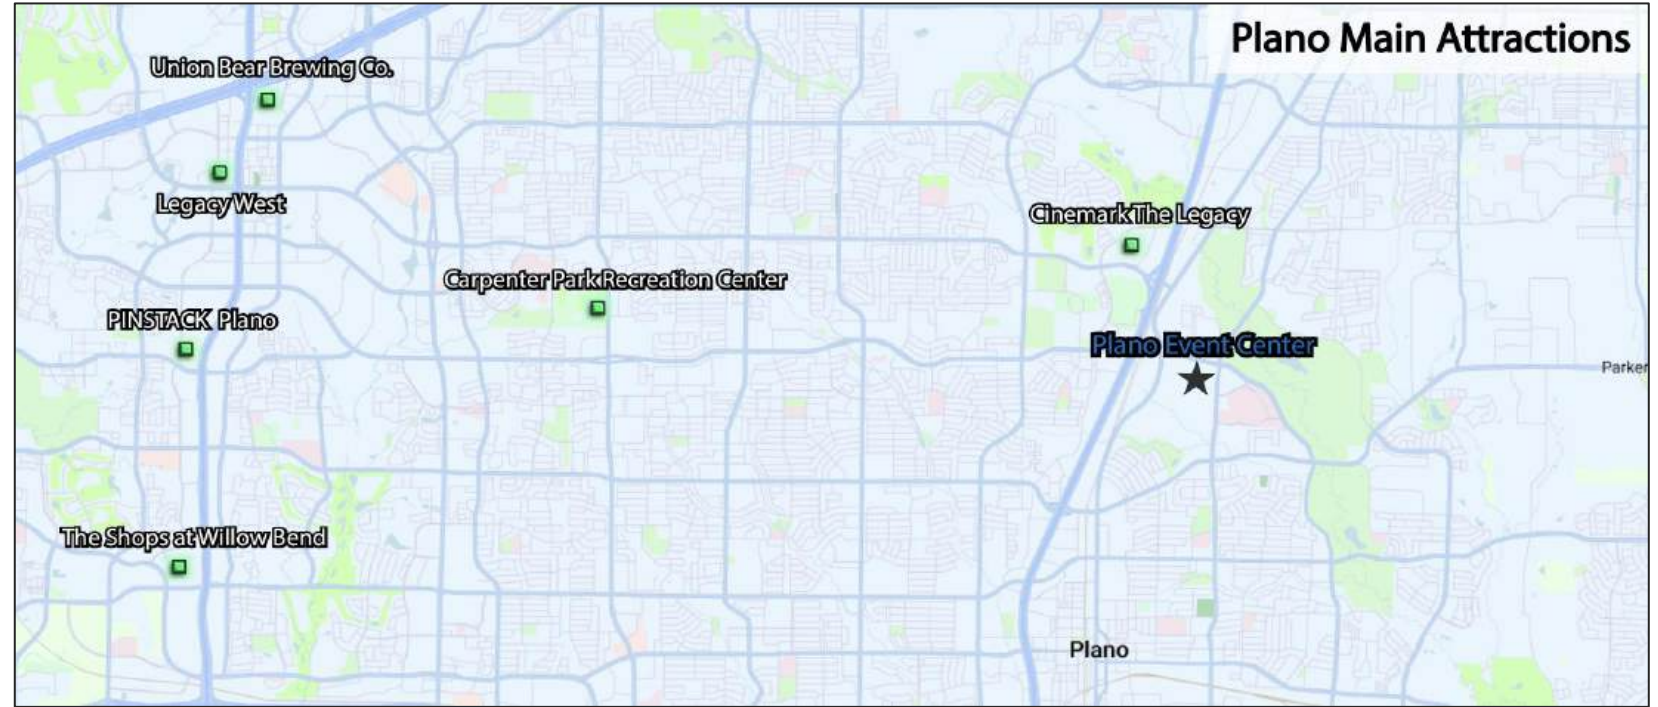 Plano Main Attractions
Union Bear Brewing Co.
Legacy West
Cinemark The Legacy
Carpenter Park Recreation Center
PINSTACK Plano
Plano Event Center
Parker
The Shops at Willow Bend
Plano